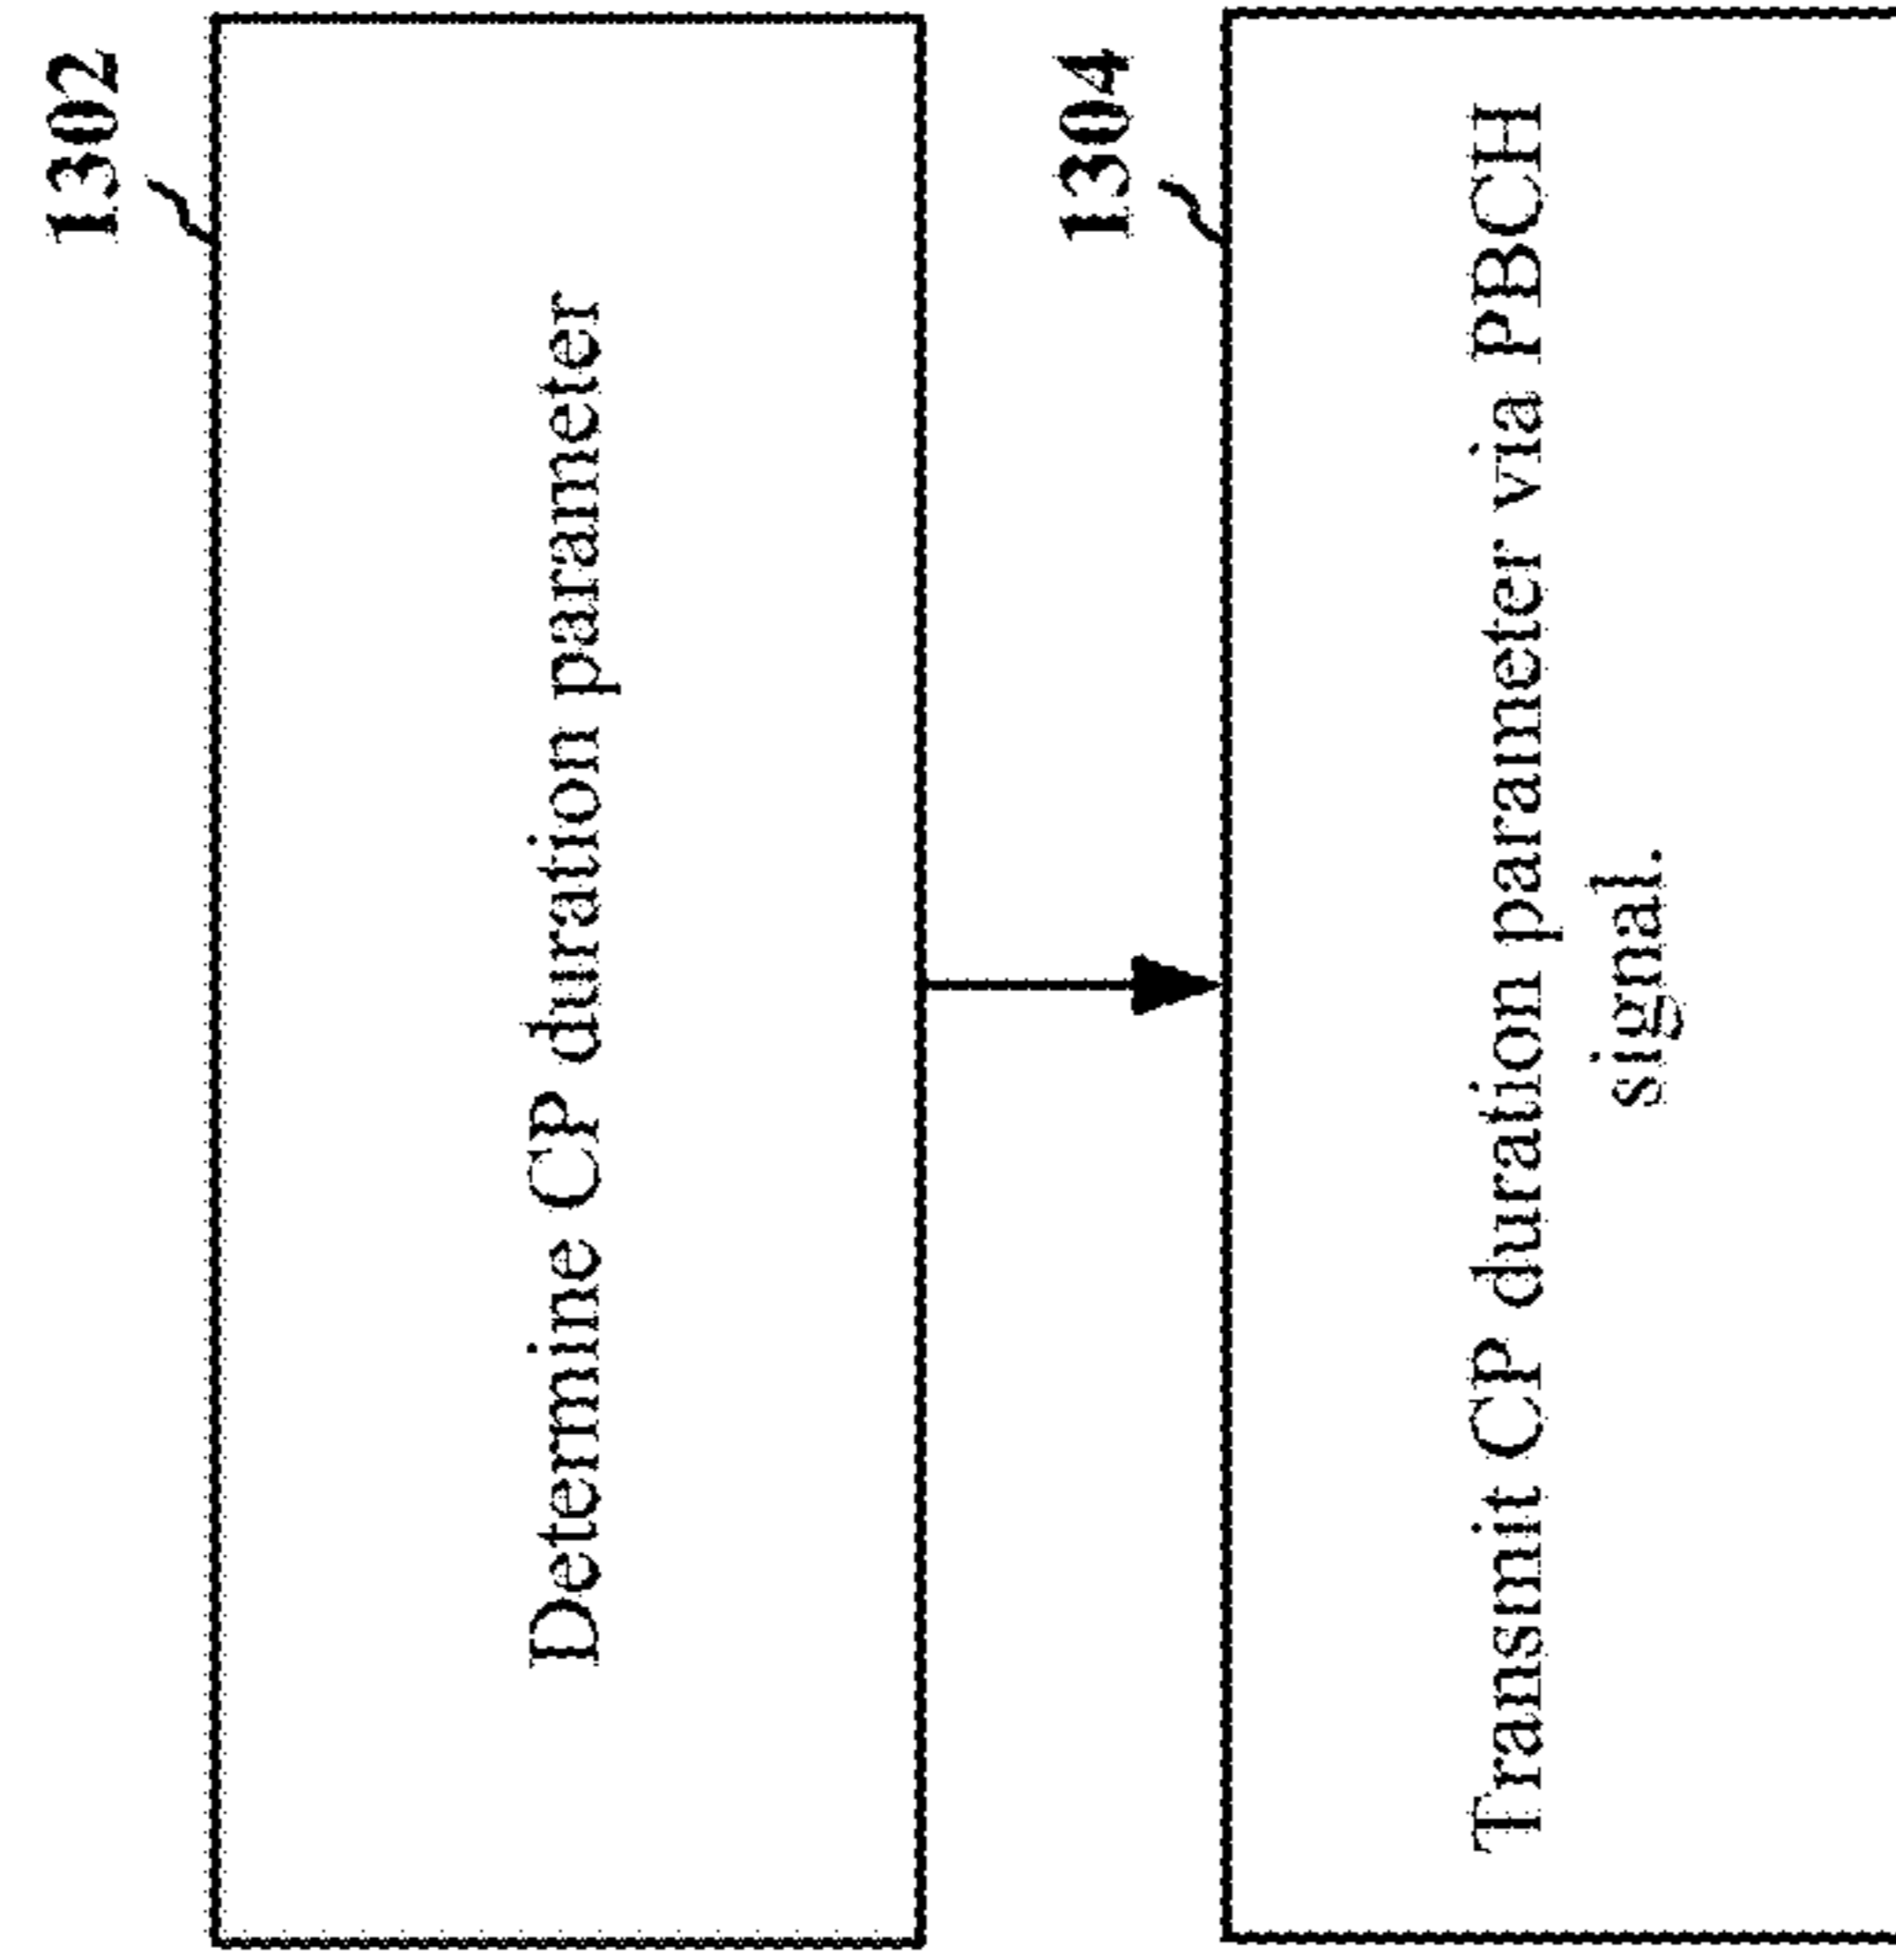 1302
Determine CP duration parameter
1304
Transmit CP duration parameter via PBCH
signal.